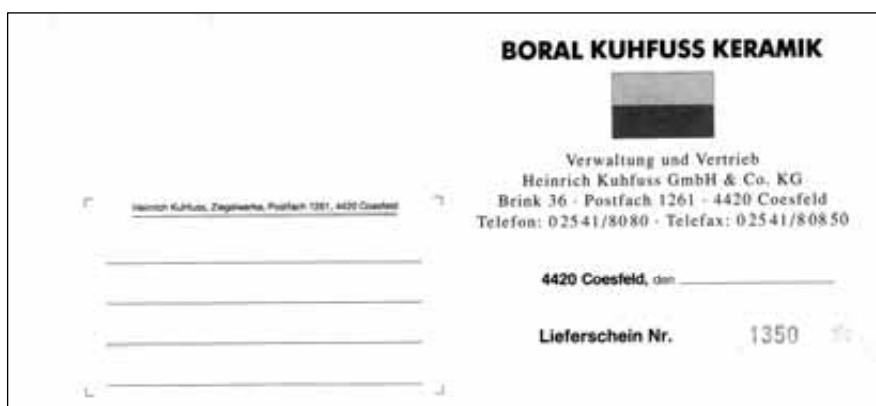 BORAL KUHFUSS KERAMIK
Verwaltung und Vertrieb
Heinrich Kuhfuss GmbH & Co. KG
Brink 36 - Postfach 1261 - 4420 Coesfeld
Telefon: 02541/8080 - Telefax: 02541/80850
Heinrich Kuhfuss, Ziegelwerke, Postfach 1261, 4420 Coesfeld
4420 Coesfeld, den
Lieferschein Nr. 1350